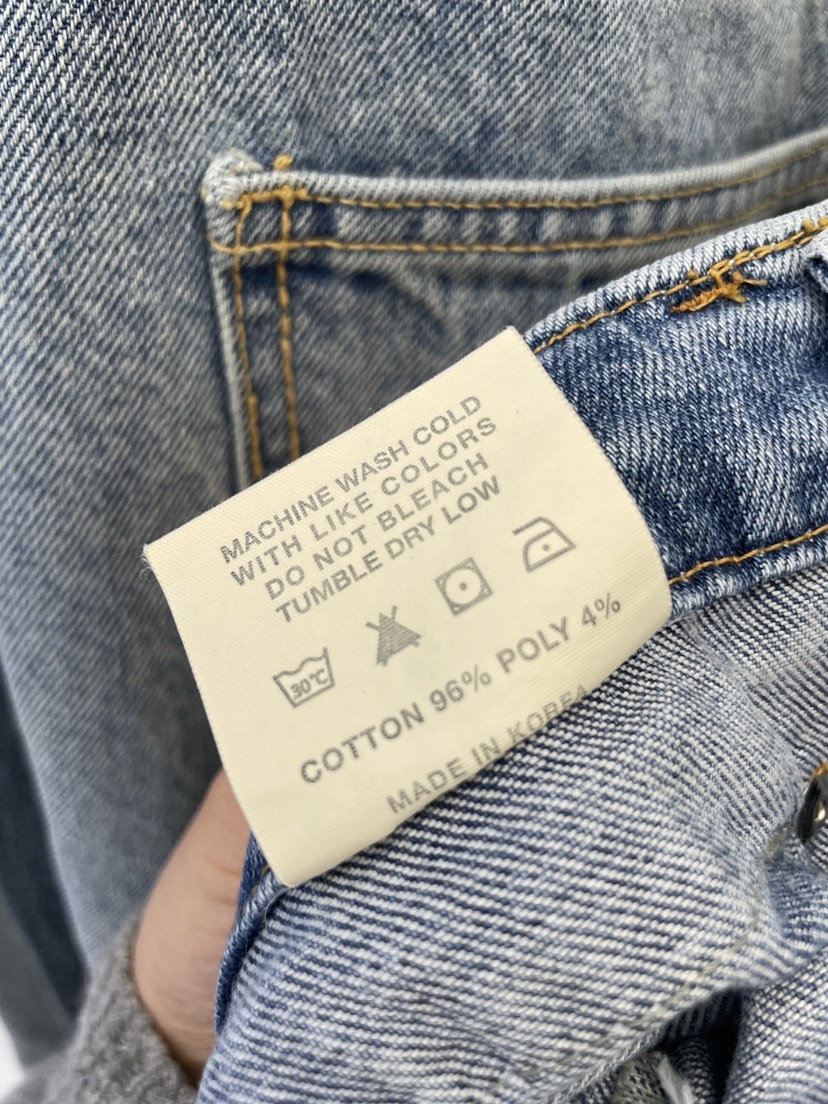 MACHINE WASH COLD
WITH LIKE COLORS
DO NOT BLEACH
TUMBLE DRY LOW
30℃
COTTON 96% POLY 4%
MADE IN KOREA